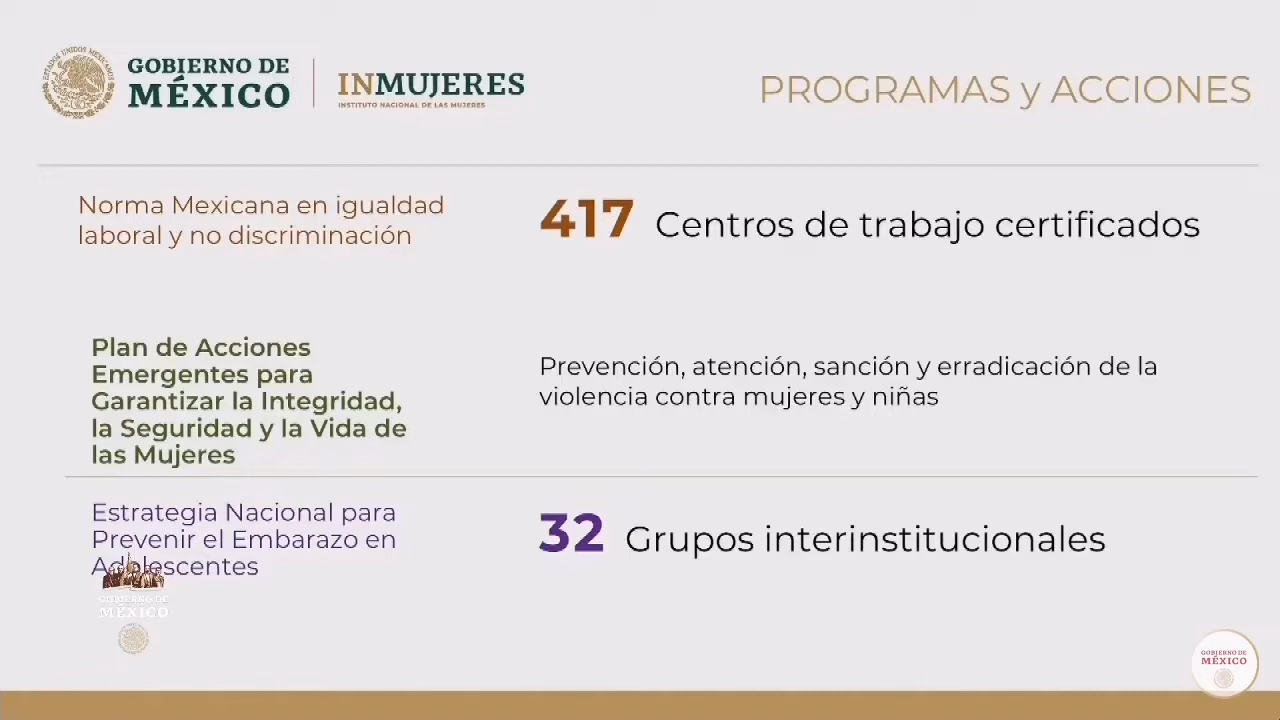 ESTADOS UNIDOS MEXICANOS
GOBIERNO DE
MÉXICO
INMUJERES
INSTITUTO NACIONAL DE LAS MUJERES
PROGRAMAS y ACCIONES
Norma Mexicana en igualdad
laboral y no discriminación
417 Centros de trabajo certificados
Plan de Acciones
Emergentes para
Garantizar la Integridad,
la Seguridad y la Vida de
las Mujeres
Prevención, atención, sanción y erradicación de la
violencia contra mujeres y niñas
Estrategia Nacional para
Prevenir el Embarazo en
Adolescentes
32 Grupos interinstitucionales
GOBIERNO DE
MÉXICO
GOBIERNO DE
MÉXICO